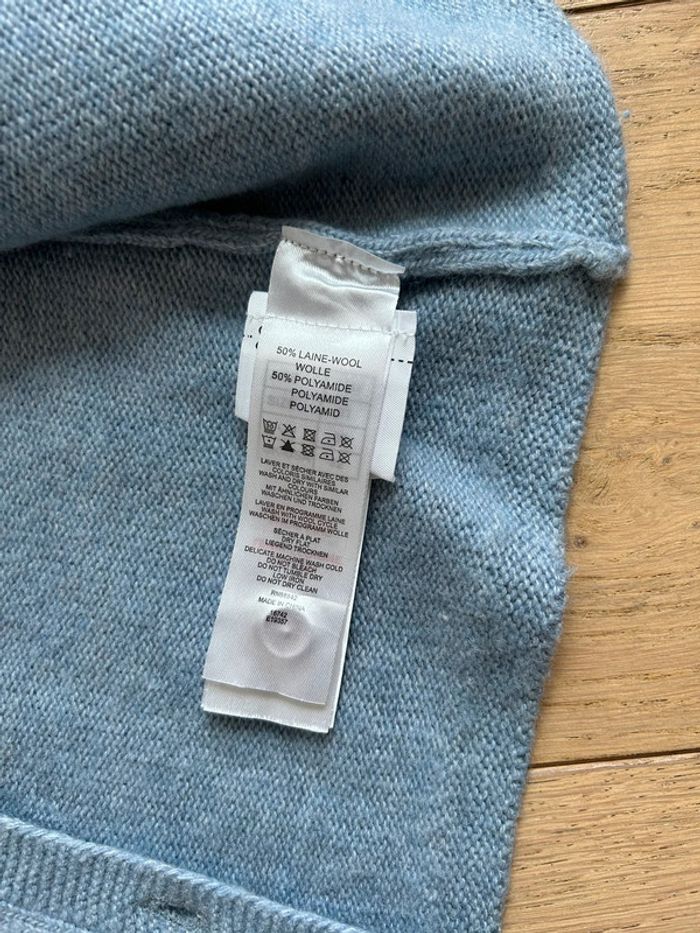 50% LAINE-WOOL
WOLLE
50% POLYAMIDE
POLYAMIDE
POLYAMID
LAVER ET SÉCHER AVEC DES
COLORIS SIMILAIRES
WASH AND DRY WITH SIMILAR
COLOURS
MIT ÄHNLICHEN FARBEN
WASCHEN UND TROCKNEN
LAVER EN PROGRAMME LAINE
WASH WITH WOOL CYCLE
WASCHEN IM PROGRAMM WOLLE
SÉCHER À PLAT
DRY FLAT
LIEGEND TROCKNEN
DELICATE MACHINE WASH COLD
DO NOT BLEACH
DO NOT TUMBLE DRY
LOW IRON
DO NOT DRY CLEAN
MADE IN CHINA
16742
E19357